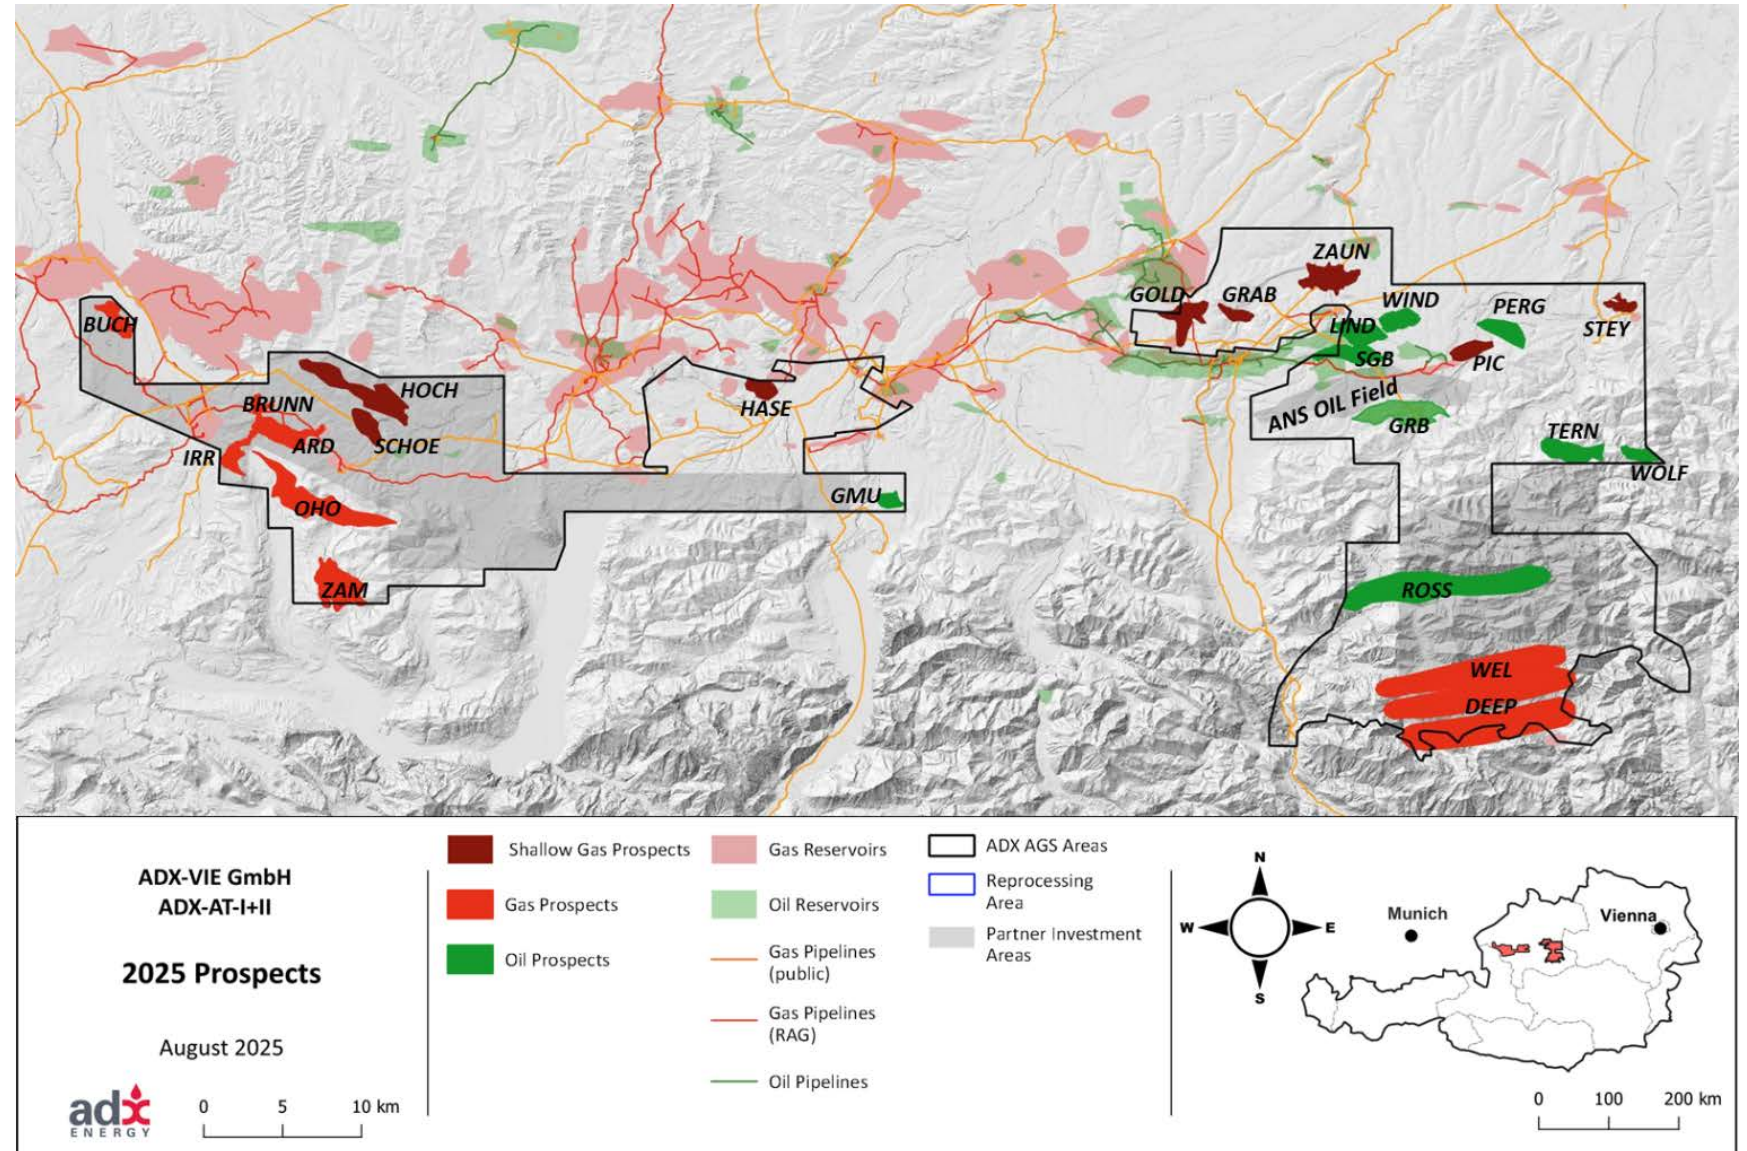 ZAUN
GOLD
GRAB
WIND
PERG
BUCH
LIND
STEY
SGB
PIC
HOCH
BRUNN
HASE
ANS OIL Field
GRB
ARD
SCHOE
IRR
TERN
WOLF
OHO
GMU
ZAM
ROSS
WEL
DEEP
ADX-VIE GmbH
ADX-AT-I+II
2025 Prospects
August 2025
adx
ENERGY
0 5 10 km
Shallow Gas Prospects
Gas Prospects
Oil Prospects
Gas Reservoirs
Oil Reservoirs
Gas Pipelines
(public)
Gas Pipelines
(RAG)
Oil Pipelines
ADX AGS Areas
Reprocessing
Area
Partner Investment
Areas
N
W E
S
Munich
Vienna
0 100 200 km